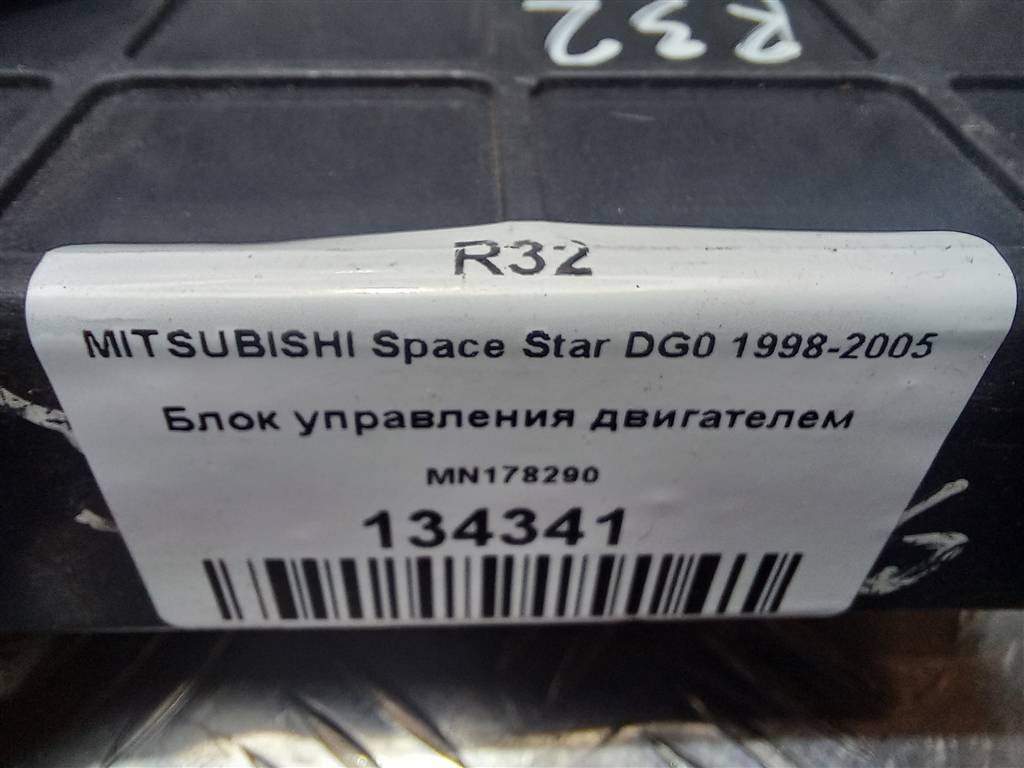 R32
R32
MITSUBISHI Space Star DG0 1998-2005
Блок управления двигателем
MN178290
134341